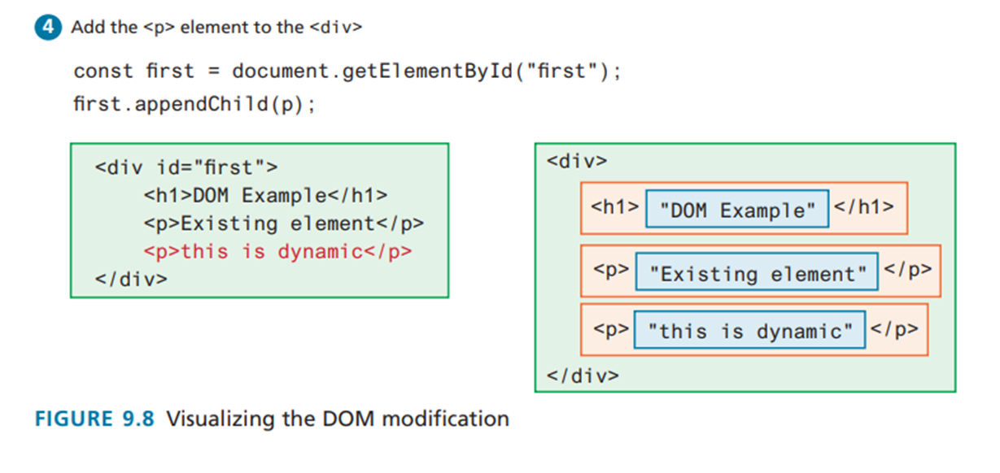 4 Add the <p> element to the <div>
const first = document.getElementById("first");
first.appendChild(p);
<div id="first">
<h1>DOM Example</h1>
<p>Existing element</p>
<p>this is dynamic</p>
</div>
<div>
<h1> "DOM Example" </h1>
<p> "Existing element" </p>
<p> "this is dynamic" </p>
</div>
FIGURE 9.8 Visualizing the DOM modification